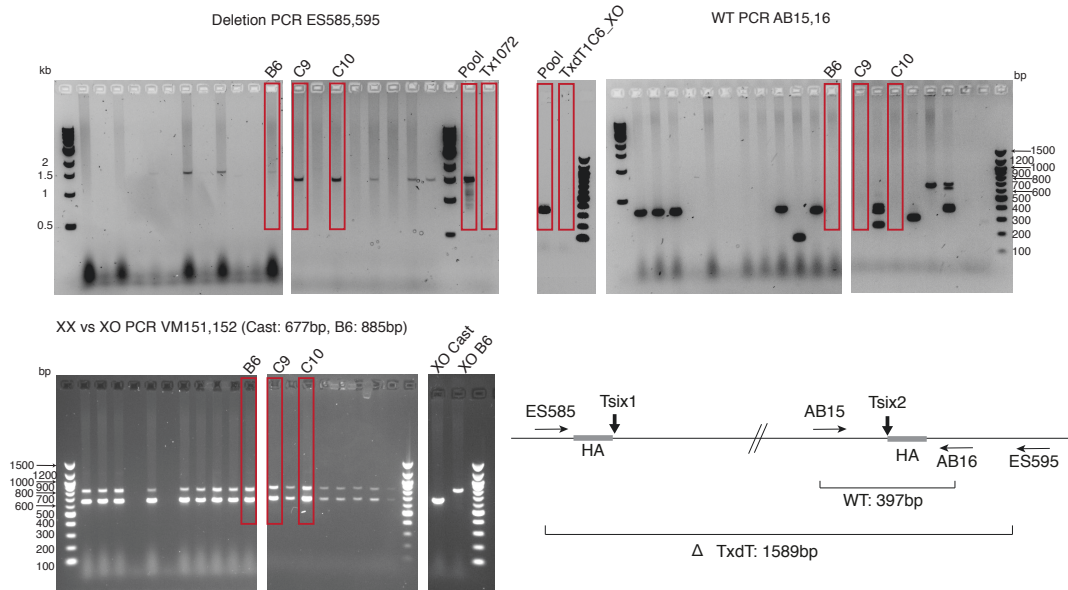 Deletion PCR ES585,595
WT PCR AB15,16
kb
B6
C9
C10
Pool
Tx1072
Pool
TxdT1C6_XO
B6
C9
C10
bp
2
1.5
1
0.5
1500
1200
1000
900
800
700
600
500
400
300
200
100
XX vs XO PCR VM151,152 (Cast: 677bp, B6: 885bp)
bp
B6
C9
C10
XO Cast
XO B6
1500
1200
1000
900
800
700
600
500
400
300
200
100
ES585
Tsix1
AB15
Tsix2
HA
HA
AB16
ES595
WT: 397bp
Δ TxdT: 1589bp